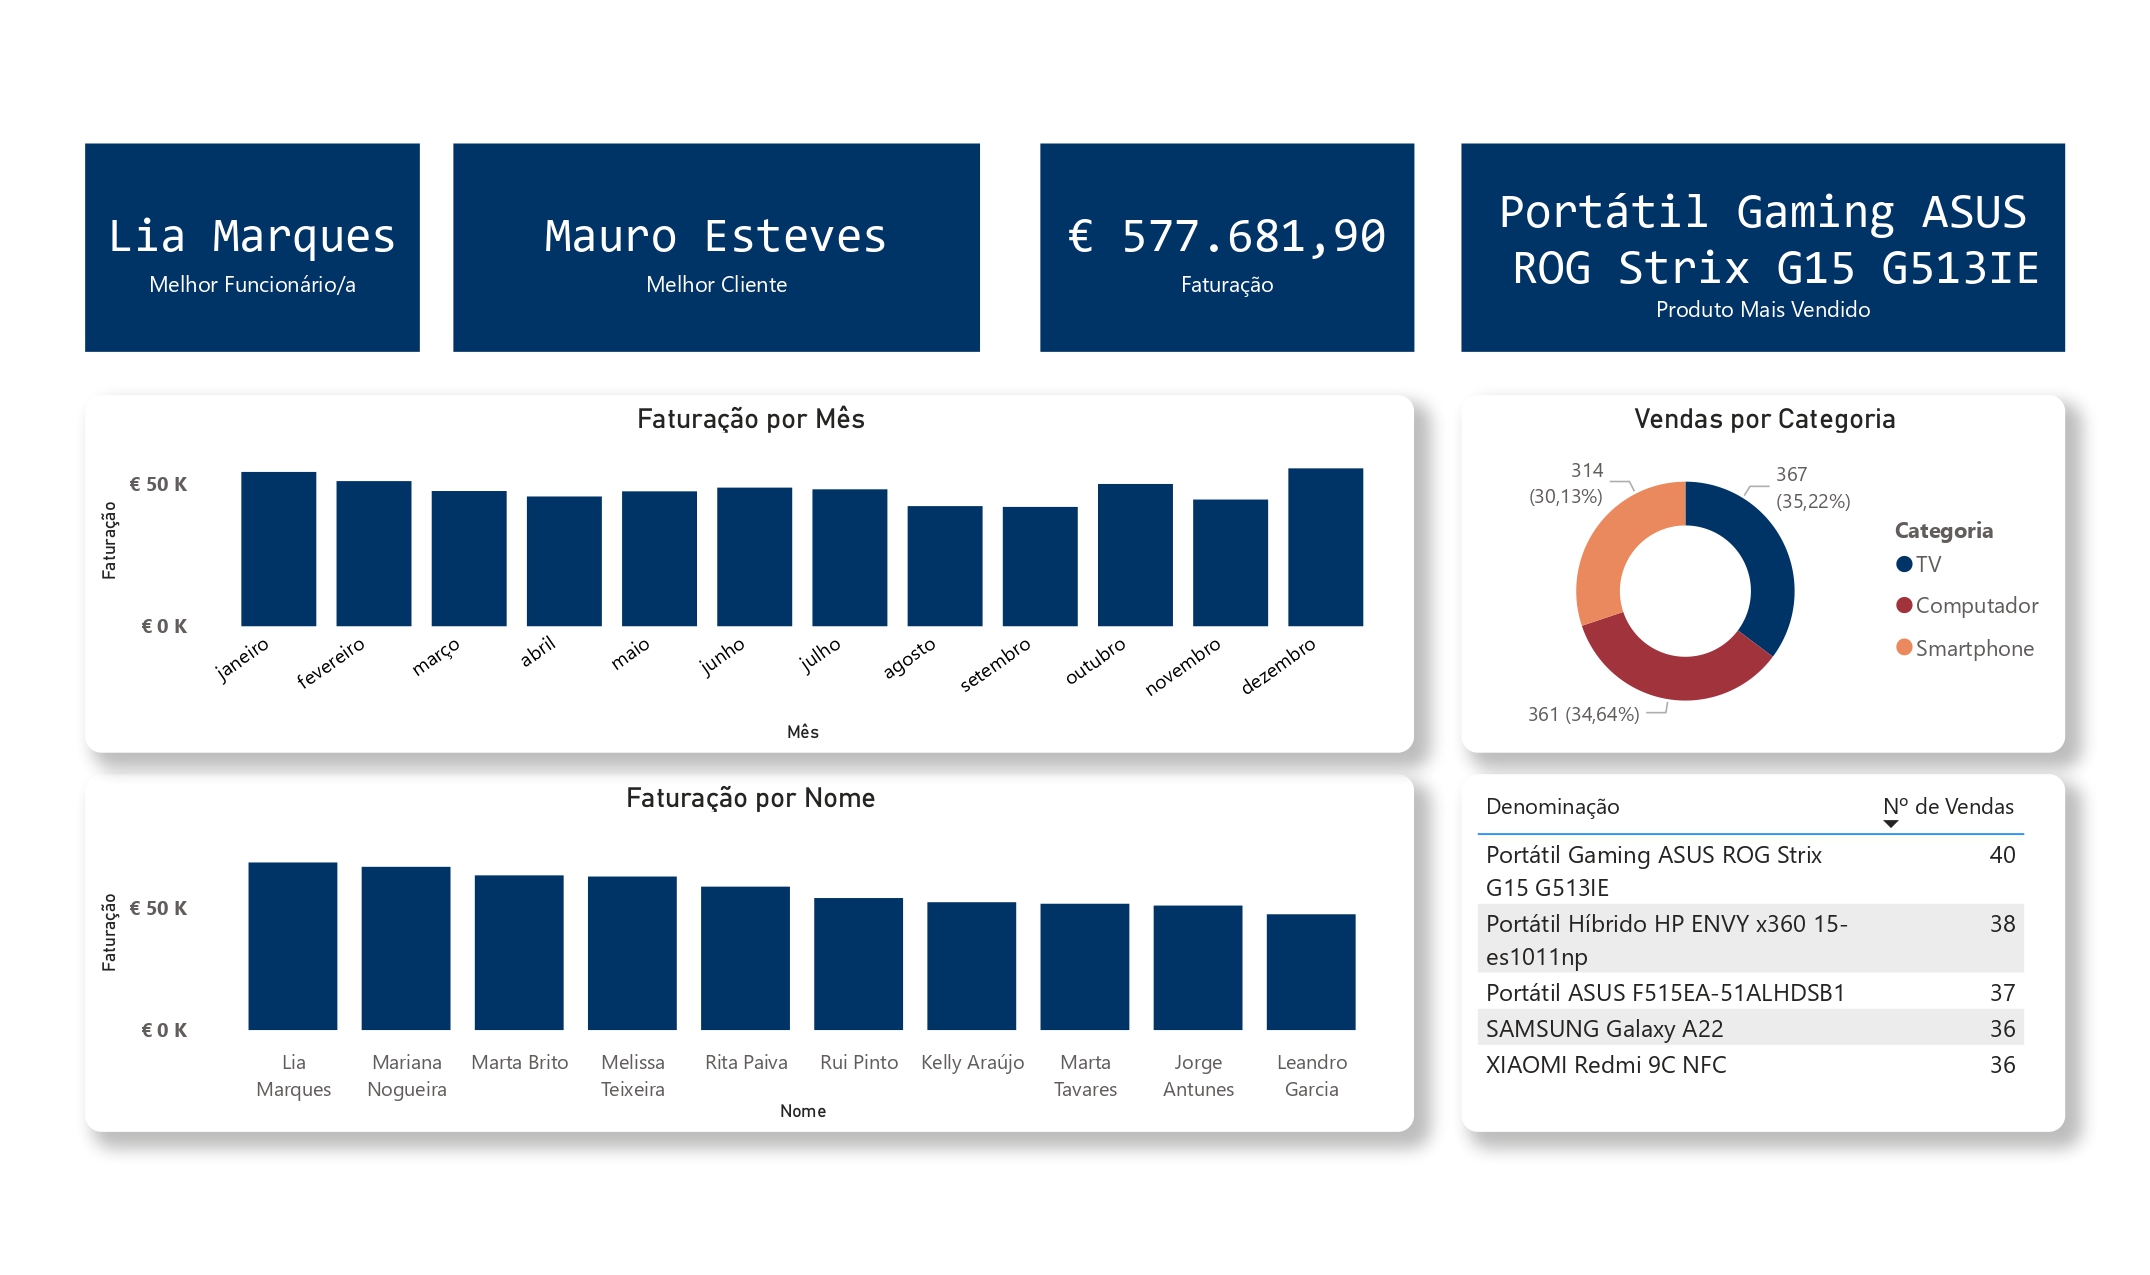 Lia Marques
Melhor Funcionário/a
Mauro Esteves
Melhor Cliente
€ 577.681,90
Faturação
Portátil Gaming ASUS
ROG Strix G15 G513IE
Produto Mais Vendido
Faturação por Mês
Faturação
€ 50 K
€ 0 K
janeiro
fevereiro
março
abril
maio
junho
julho
agosto
setembro
outubro
novembro
dezembro
Mês
Vendas por Categoria
314
(30,13%)
367
(35,22%)
361 (34,64%)
Categoria
TV
Computador
Smartphone
Faturação por Nome
Faturação
€ 50 K
€ 0 K
Lia
Marques
Mariana
Nogueira
Marta Brito
Melissa
Teixeira
Rita Paiva
Rui Pinto
Kelly Araújo
Marta
Tavares
Jorge
Antunes
Leandro
Garcia
Nome
Denominação Nº de Vendas
Portátil Gaming ASUS ROG Strix 40
G15 G513IE
Portátil Híbrido HP ENVY x360 15- 38
es1011np
Portátil ASUS F515EA-51ALHDSB1 37
SAMSUNG Galaxy A22 36
XIAOMI Redmi 9C NFC 36